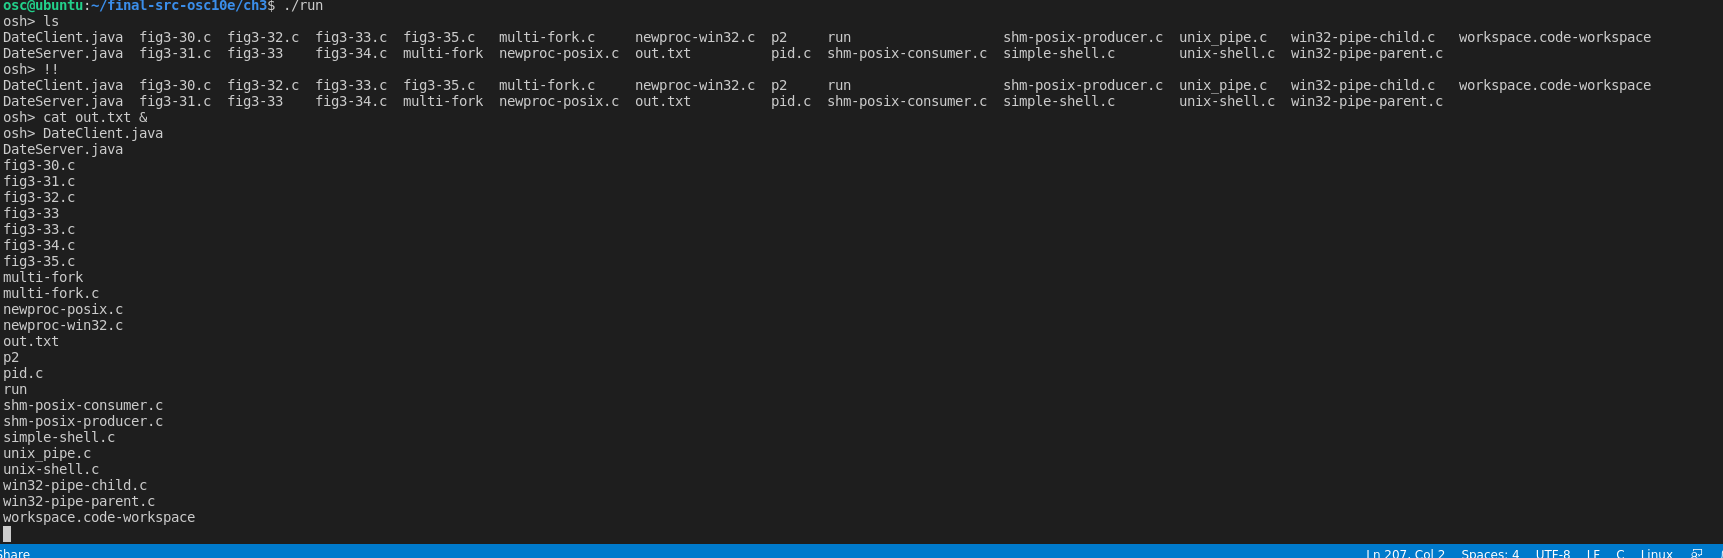 osc@ubuntu:~/final-src-osc10e/ch3$ ./run
osh> ls
DateClient.java  fig3-30.c  fig3-32.c  fig3-33.c  fig3-35.c   multi-fork.c     newproc-win32.c  p2     run                   shm-posix-producer.c  unix_pipe.c   win32-pipe-child.c   workspace.code-workspace
DateServer.java  fig3-31.c  fig3-33    fig3-34.c  multi-fork  newproc-posix.c  out.txt          pid.c  shm-posix-consumer.c  simple-shell.c        unix-shell.c  win32-pipe-parent.c
osh> !!
DateClient.java  fig3-30.c  fig3-32.c  fig3-33.c  fig3-35.c   multi-fork.c     newproc-win32.c  p2     run                   shm-posix-producer.c  unix_pipe.c   win32-pipe-child.c   workspace.code-workspace
DateServer.java  fig3-31.c  fig3-33    fig3-34.c  multi-fork  newproc-posix.c  out.txt          pid.c  shm-posix-consumer.c  simple-shell.c        unix-shell.c  win32-pipe-parent.c
osh> cat out.txt &
osh> DateClient.java
DateServer.java
fig3-30.c
fig3-31.c
fig3-32.c
fig3-33
fig3-33.c
fig3-34.c
fig3-35.c
multi-fork
multi-fork.c
newproc-posix.c
newproc-win32.c
out.txt
p2
pid.c
run
shm-posix-consumer.c
shm-posix-producer.c
simple-shell.c
unix_pipe.c
unix-shell.c
win32-pipe-child.c
win32-pipe-parent.c
workspace.code-workspace
Share  Ln 207, Col 2  Spaces: 4  UTF-8  LF  C  Linux